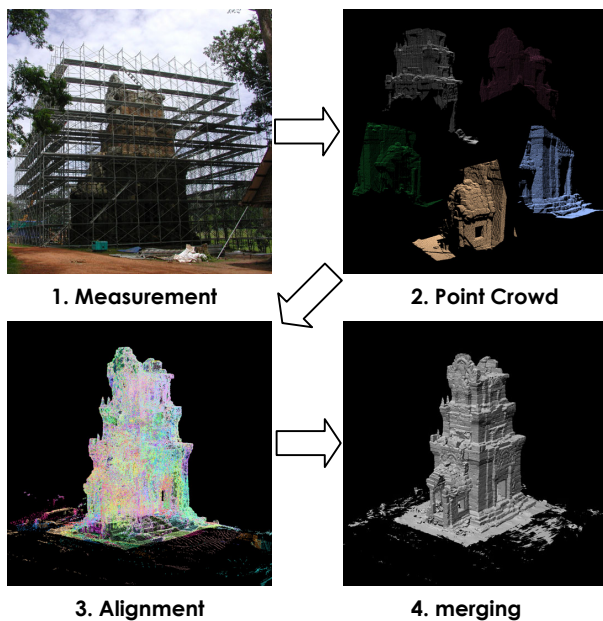 1. Measurement
2. Point Crowd
3. Alignment
4. merging